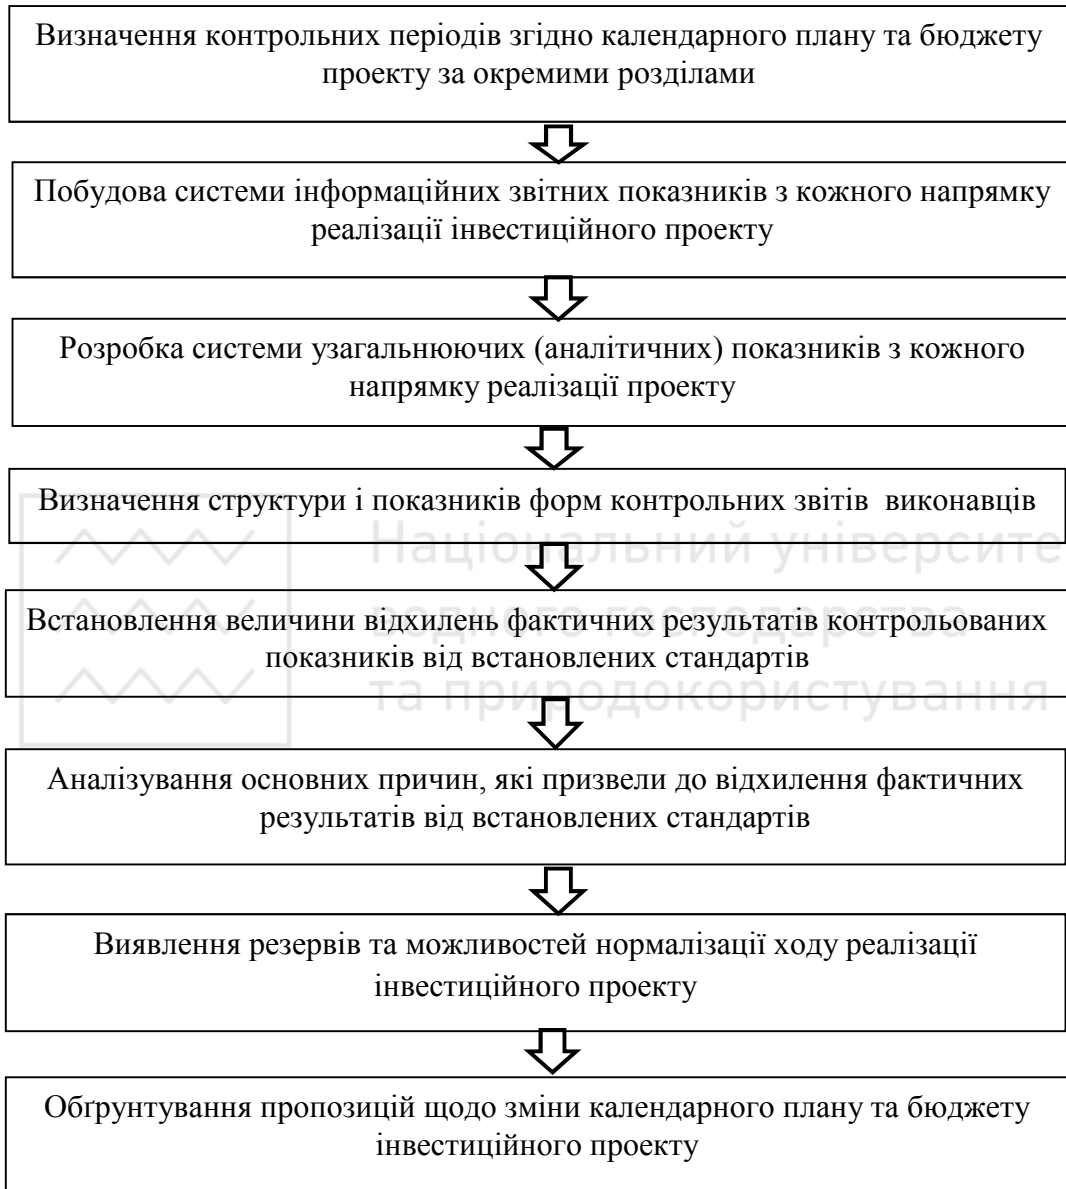 Визначення контрольних періодів згідно календарного плану та бюджету
проекту за окремими розділами
Побудова системи інформаційних звітних показників з кожного напрямку
реалізації інвестиційного проекту
Розробка системи узагальнюючих (аналітичних) показників з кожного
напрямку реалізації проекту
Визначення структури і показників форм контрольних звітів виконавців
Національний університе
Встановлення величини відхилень фактичних результатів контрольованих
водного господарства
показників від встановлених стандартів
та природокористування
Аналізування основних причин, які призвели до відхилення фактичних
результатів від встановлених стандартів
Виявлення резервів та можливостей нормалізації ходу реалізації
інвестиційного проекту
Обґрунтування пропозицій щодо зміни календарного плану та бюджету
інвестиційного проекту